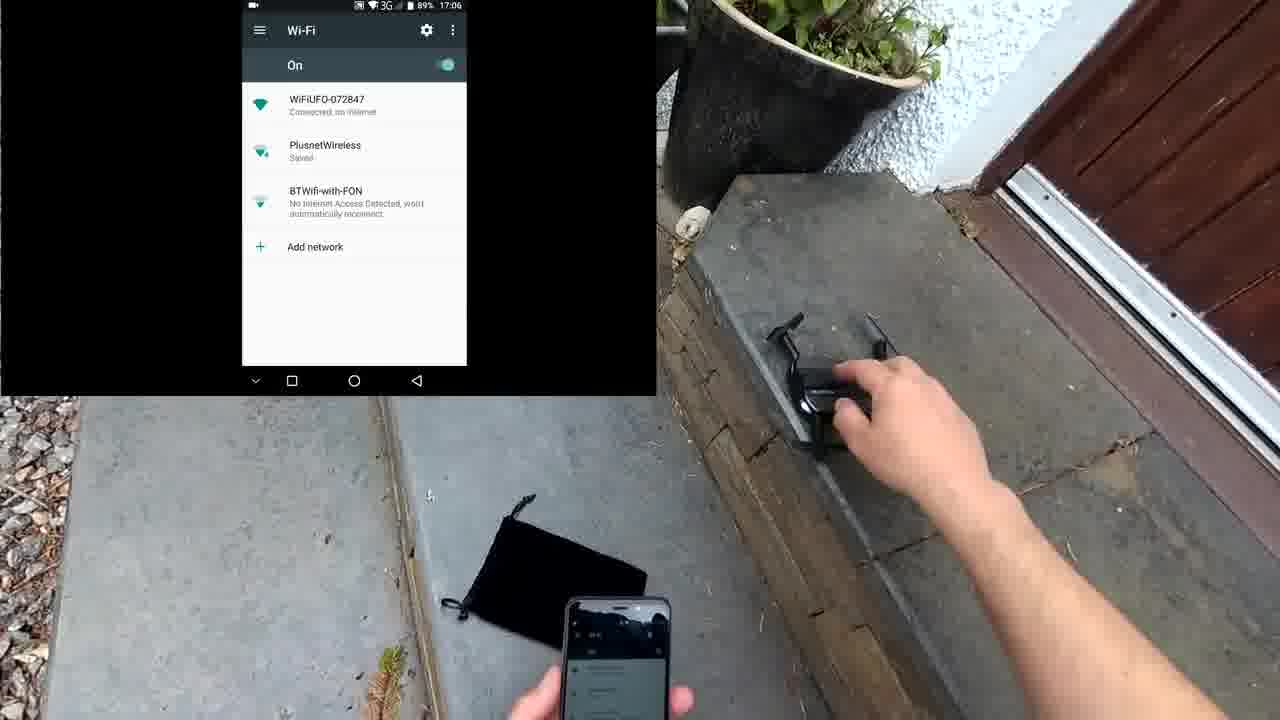 3G 89% 17:06
Wi-Fi
On
WiFiUFO-072847
Connected, no Internet
PlusnetWireless
Saved
BTWifi-with-FON
No Internet Access Detected, won't
automatically reconnect.
Add network